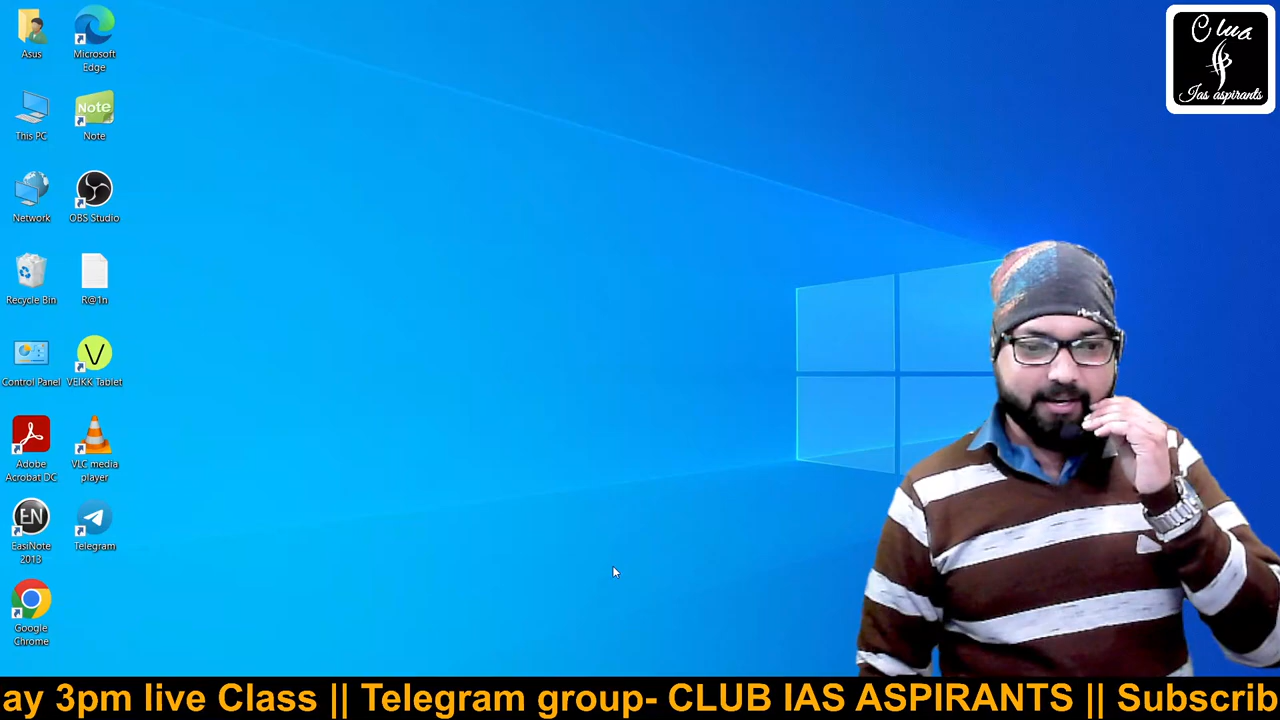 Asus
Microsoft
Edge
This PC
Note
Note
Network
OBS Studio
Recycle Bin
R@1n
Control Panel
V
VEIKK Tablet
Adobe
Acrobat DC
VLC media
player
EN
EasiNote
2013
Telegram
Google
Chrome
Clua
Ias aspirants
ay 3pm live Class || Telegram group- CLUB IAS ASPIRANTS || Subscrib